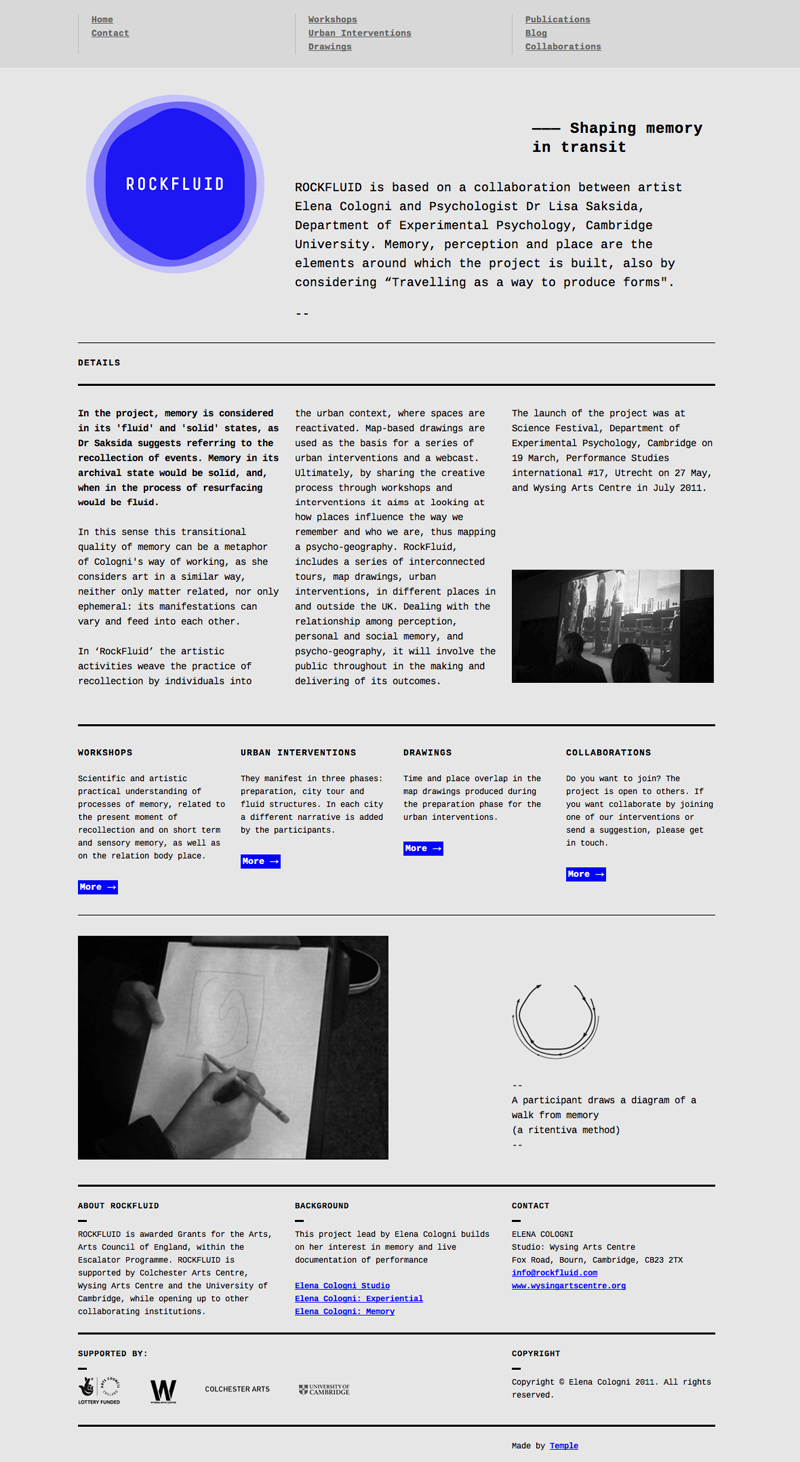 Home
Contact
Workshops
Urban Interventions
Drawings
Publications
Blog
Collaborations
ROCKFLUID
——— Shaping memory
in transit
ROCKFLUID is based on a collaboration between artist
Elena Cologni and Psychologist Dr Lisa Saksida,
Department of Experimental Psychology, Cambridge
University. Memory, perception and place are the
elements around which the project is built, also by
considering “Travelling as a way to produce forms".
--
DETAILS
In the project, memory is considered
in its 'fluid' and 'solid' states, as
Dr Saksida suggests referring to the
recollection of events. Memory in its
archival state would be solid, and,
when in the process of resurfacing
would be fluid.
In this sense this transitional
quality of memory can be a metaphor
of Cologni's way of working, as she
considers art in a similar way,
neither only matter related, nor only
ephemeral: its manifestations can
vary and feed into each other.
In ‘RockFluid’ the artistic
activities weave the practice of
recollection by individuals into
the urban context, where spaces are
reactivated. Map-based drawings are
used as the basis for a series of
urban interventions and a webcast.
Ultimately, by sharing the creative
process through workshops and
interventions it aims at looking at
how places influence the way we
remember and who we are, thus mapping
a psycho-geography. RockFluid,
includes a series of interconnected
tours, map drawings, urban
interventions, in different places in
and outside the UK. Dealing with the
relationship among perception,
personal and social memory, and
psycho-geography, it will involve the
public throughout in the making and
delivering of its outcomes.
The launch of the project was at
Science Festival, Department of
Experimental Psychology, Cambridge on
19 March, Performance Studies
international #17, Utrecht on 27 May,
and Wysing Arts Centre in July 2011.
WORKSHOPS
Scientific and artistic
practical understanding of
processes of memory, related to
the present moment of
recollection and on short term
and sensory memory, as well as
on the relation body place.
More →
URBAN INTERVENTIONS
They manifest in three phases:
preparation, city tour and
fluid structures. In each city
a different narrative is added
by the participants.
More →
DRAWINGS
Time and place overlap in the
map drawings produced during
the preparation phase for the
urban interventions.
More →
COLLABORATIONS
Do you want to join? The
project is open to others. If
you want collaborate by joining
one of our interventions or
send a suggestion, please get
in touch.
More →
--
A participant draws a diagram of a
walk from memory
(a ritentiva method)
--
ABOUT ROCKFLUID
ROCKFLUID is awarded Grants for the Arts,
Arts Council of England, within the
Escalator Programme. ROCKFLUID is
supported by Colchester Arts Centre,
Wysing Arts Centre and the University of
Cambridge, while opening up to other
collaborating institutions.
BACKGROUND
This project lead by Elena Cologni builds
on her interest in memory and live
documentation of performance
Elena Cologni Studio
Elena Cologni: Experiential
Elena Cologni: Memory
CONTACT
ELENA COLOGNI
Studio: Wysing Arts Centre
Fox Road, Bourn, Cambridge, CB23 2TX
info@rockfluid.com
www.wysingartscentre.org
SUPPORTED BY:
ARTS COUNCIL
ENGLAND
LOTTERY FUNDED
W
WYSING ARTS CENTRE
COLCHESTER ARTS
UNIVERSITY OF
CAMBRIDGE
COPYRIGHT
Copyright © Elena Cologni 2011. All rights
reserved.
Made by Temple